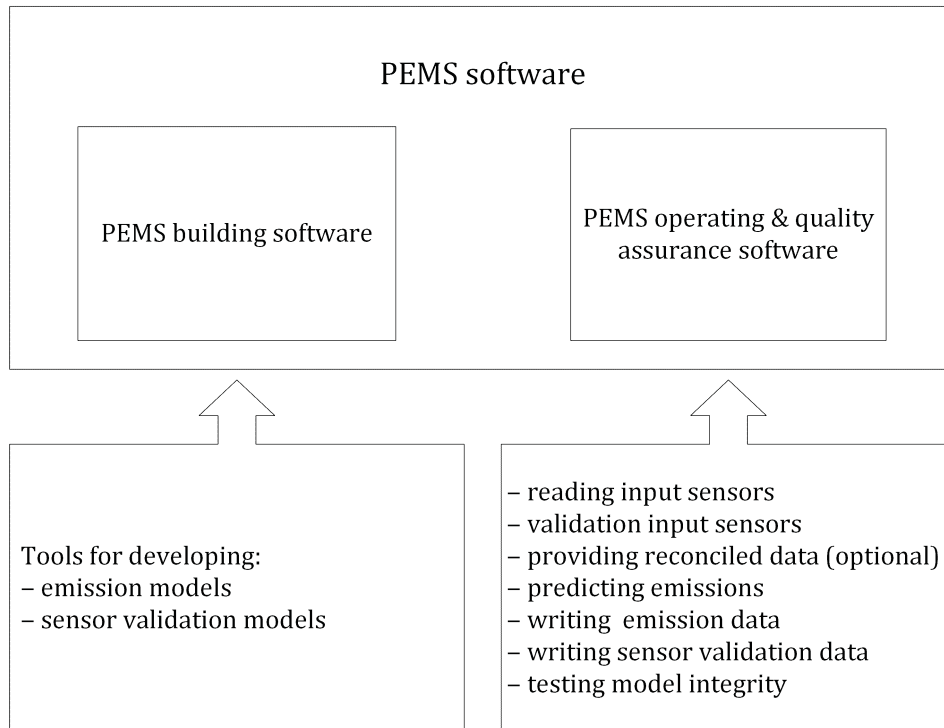 PEMS software
PEMS building software
PEMS operating & quality
assurance software
Tools for developing:
– emission models
– sensor validation models
– reading input sensors
– validation input sensors
– providing reconciled data (optional)
– predicting emissions
– writing  emission data
– writing sensor validation data
– testing model integrity